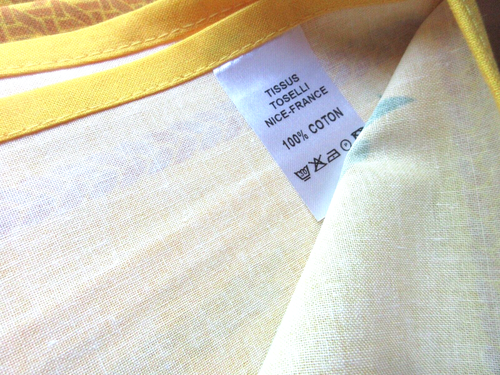 TISSUS
TOSELLI
NICE-FRANCE
100% COTON